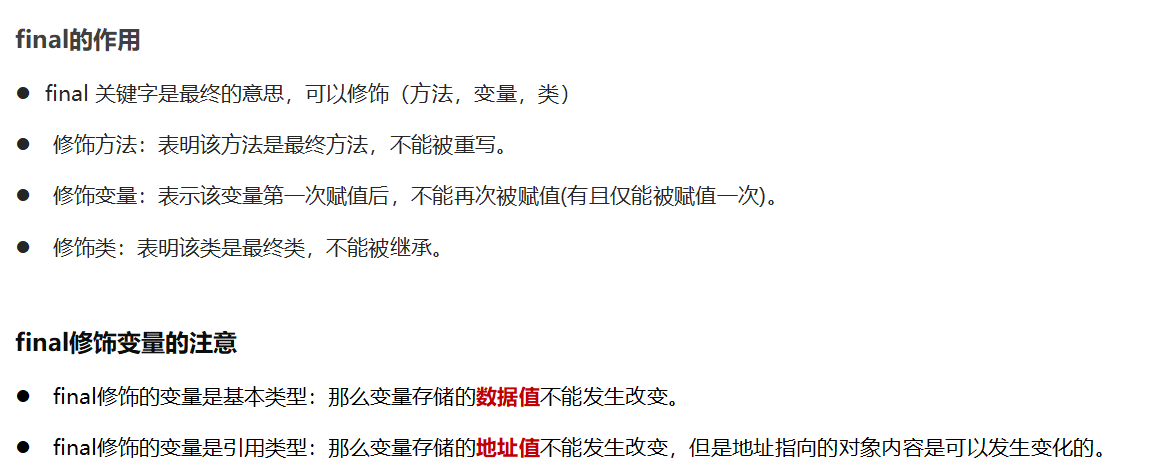 final的作用
● final 关键字是最终的意思，可以修饰（方法，变量，类）
● 修饰方法：表明该方法是最终方法，不能被重写。
● 修饰变量：表示该变量第一次赋值后，不能再次被赋值(有且仅能被赋值一次)。
● 修饰类：表明该类是最终类，不能被继承。
final修饰变量的注意
● final修饰的变量是基本类型：那么变量存储的数据值不能发生改变。
● final修饰的变量是引用类型：那么变量存储的地址值不能发生改变，但是地址指向的对象内容是可以发生变化的。